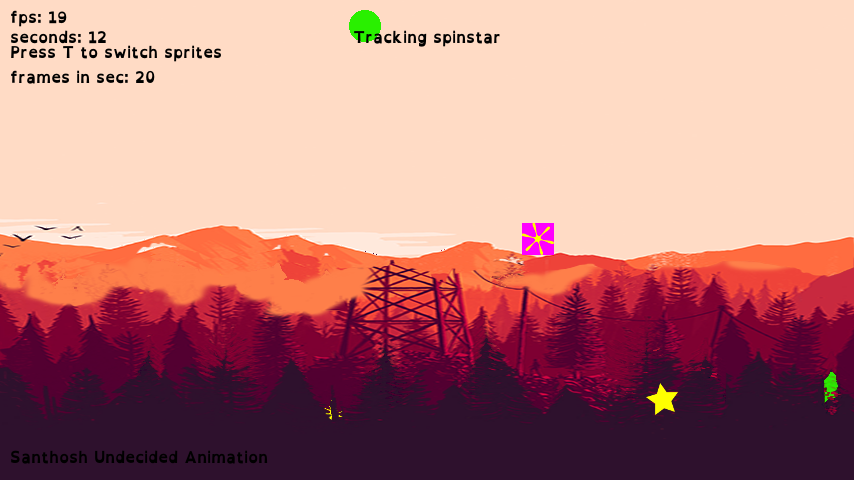 fps: 19
seconds: 12
Tracking spinstar
Press T to switch sprites
frames in sec: 20
Santhosh Undecided Animation